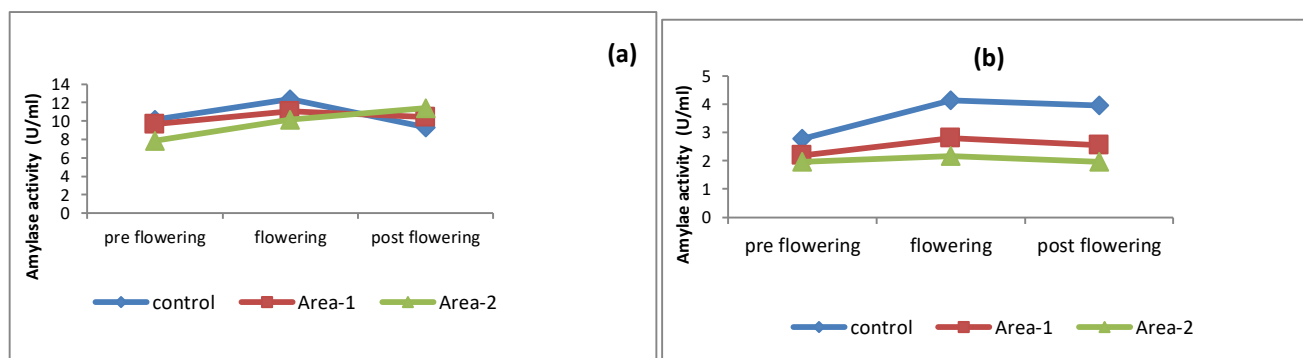 (a)
Amylase activity (U/ml)
14
12
10
8
6
4
2
0
pre flowering flowering post flowering
control Area-1 Area-2
(b)
Amylae activity (U/ml)
5
4
3
2
1
0
pre flowering flowering post flowering
control Area-1 Area-2